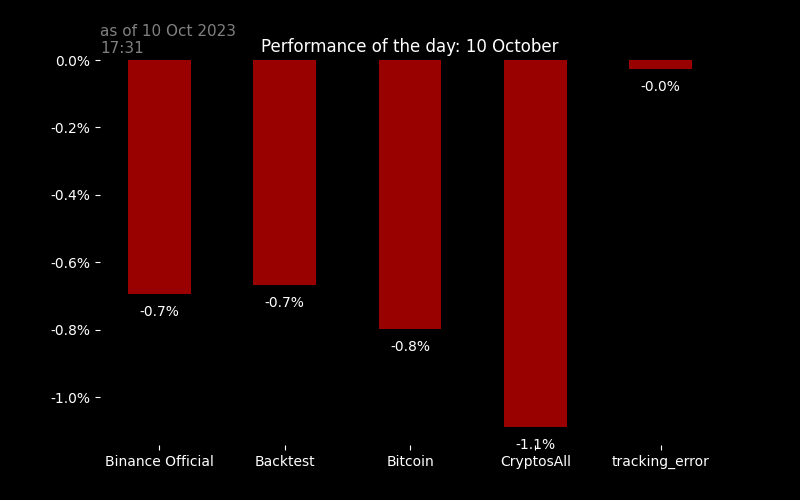 as of 10 Oct 2023
17:31
Performance of the day: 10 October
0.0%
-0.2%
-0.4%
-0.6%
-0.8%
-1.0%
-0.7%
-0.7%
-0.8%
-1.1%
-0.0%
Binance Official
Backtest
Bitcoin
CryptosAll
tracking_error